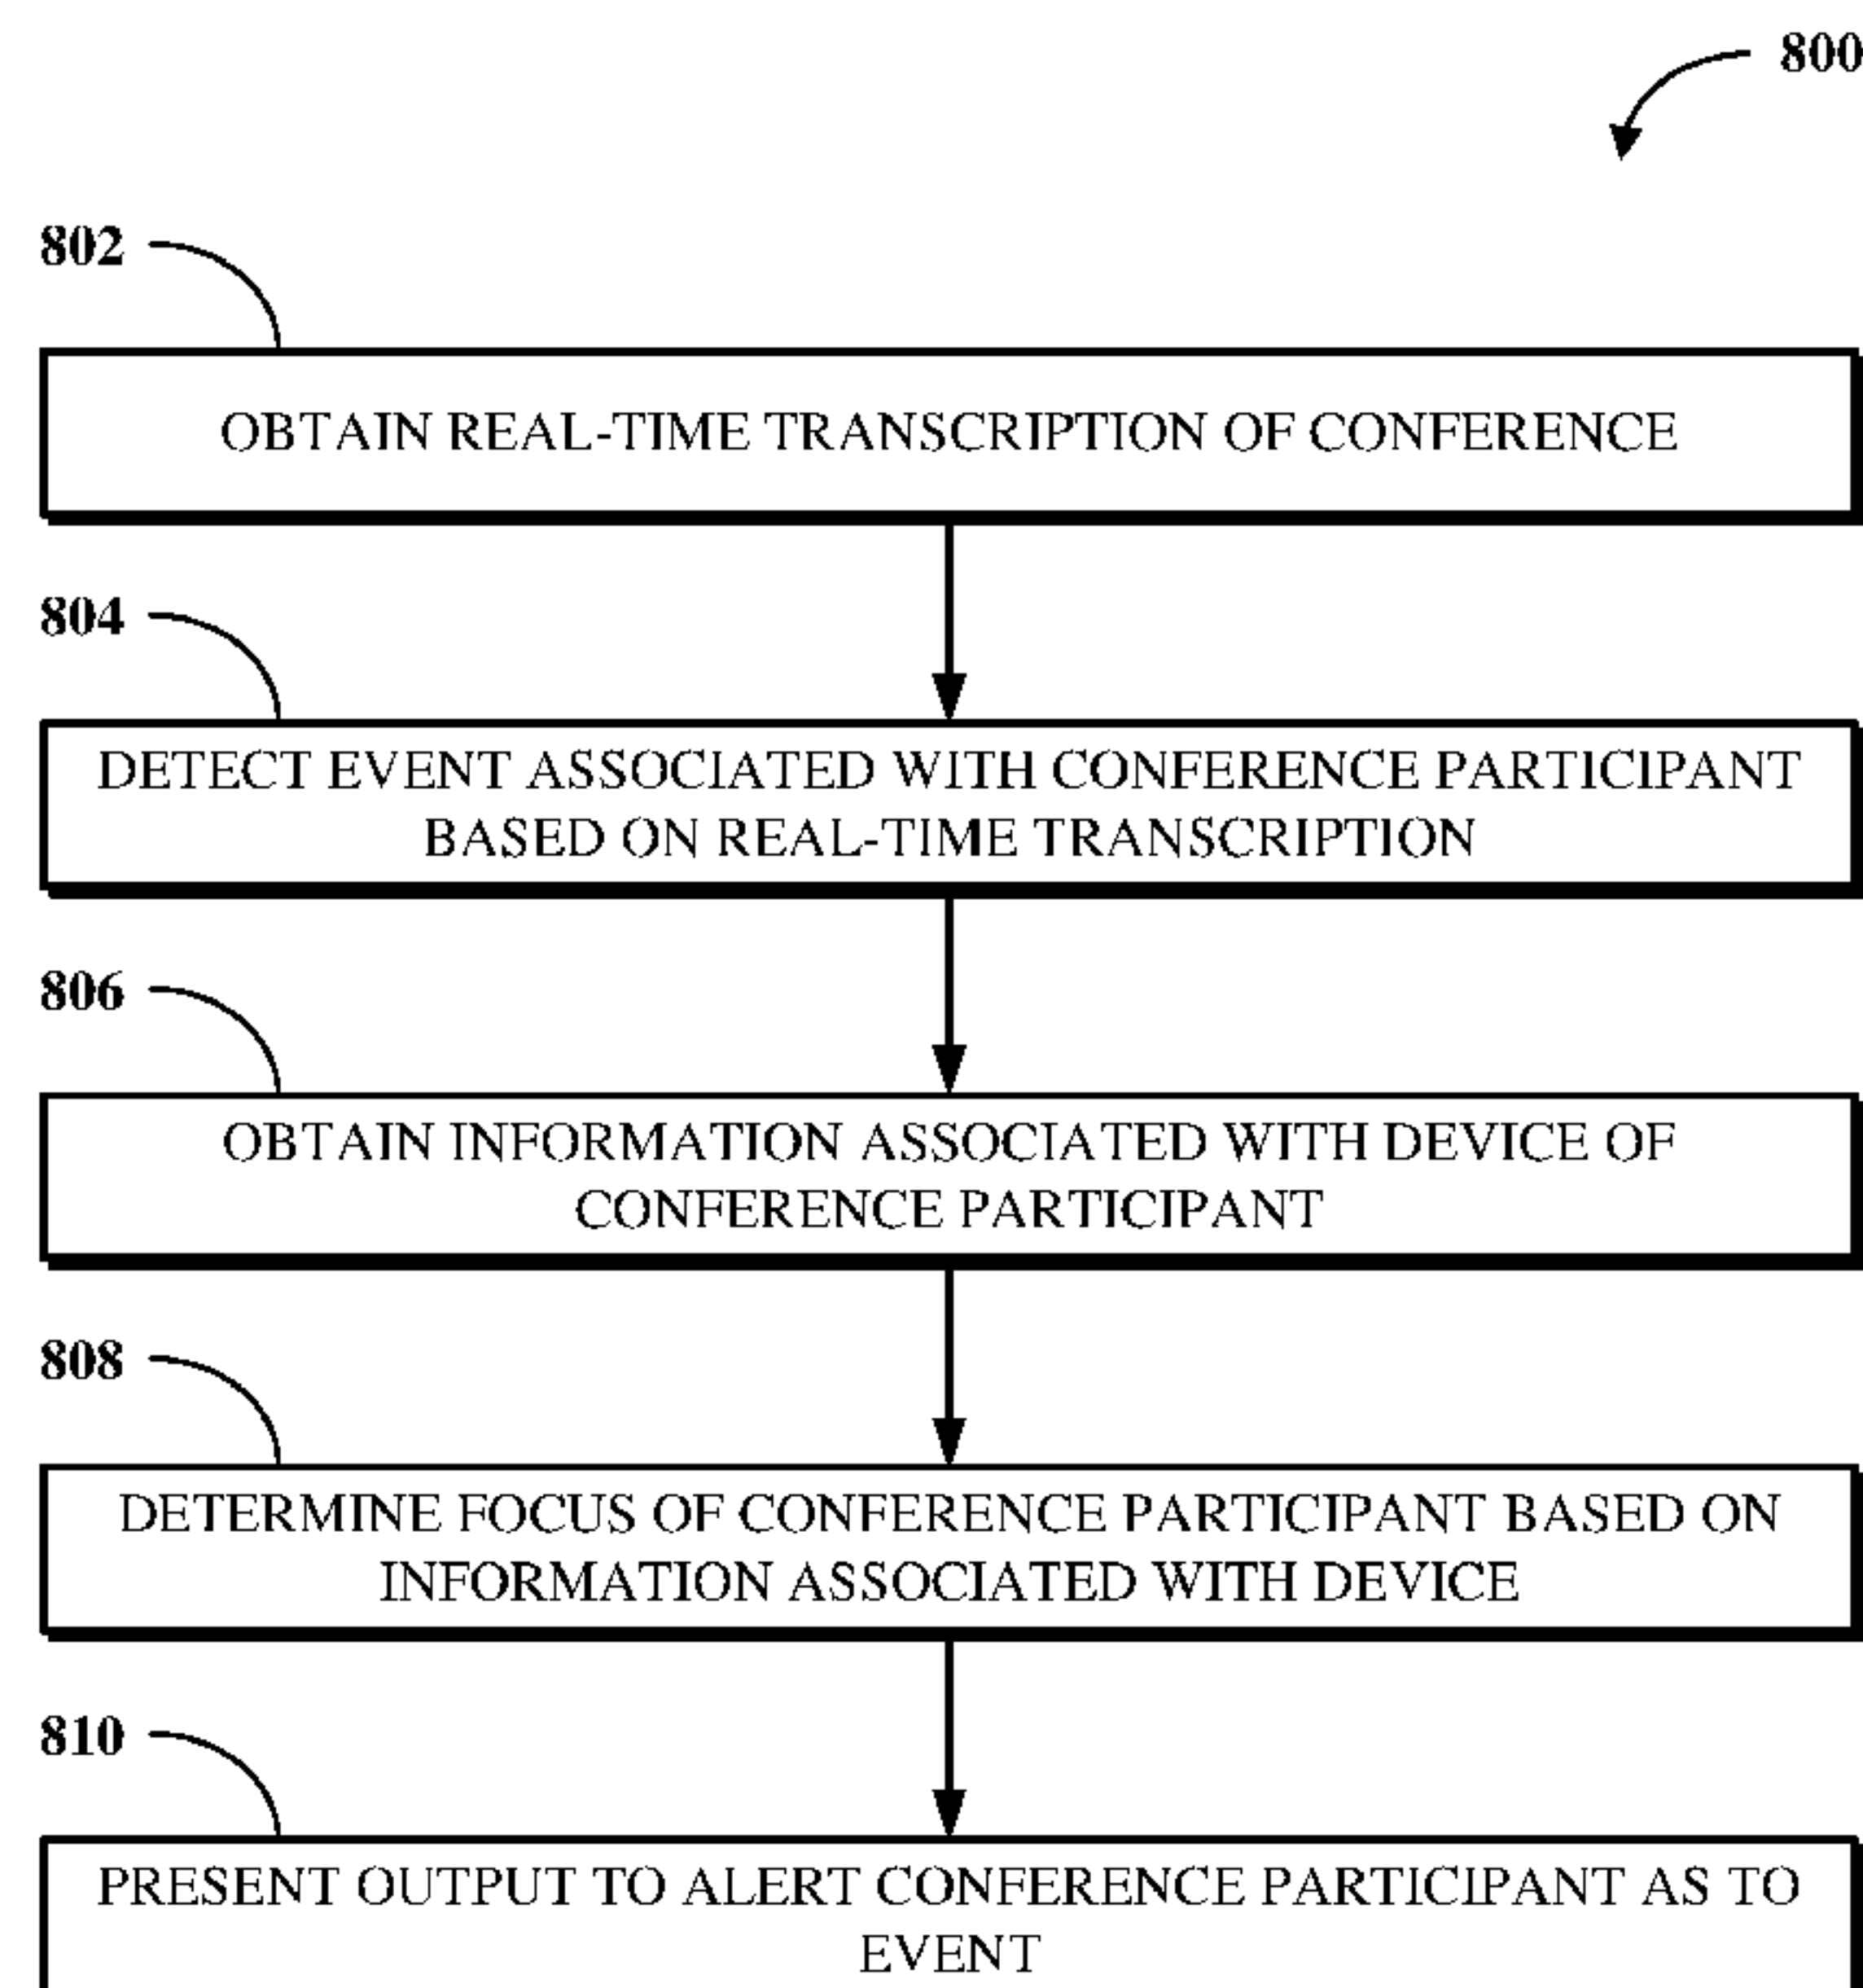 800
802
OBTAIN REAL-TIME TRANSCRIPTION OF CONFERENCE
804
DETECT EVENT ASSOCIATED WITH CONFERENCE PARTICIPANT
BASED ON REAL-TIME TRANSCRIPTION
806
OBTAIN INFORMATION ASSOCIATED WITH DEVICE OF
CONFERENCE PARTICIPANT
808
DETERMINE FOCUS OF CONFERENCE PARTICIPANT BASED ON
INFORMATION ASSOCIATED WITH DEVICE
810
PRESENT OUTPUT TO ALERT CONFERENCE PARTICIPANT AS TO
EVENT